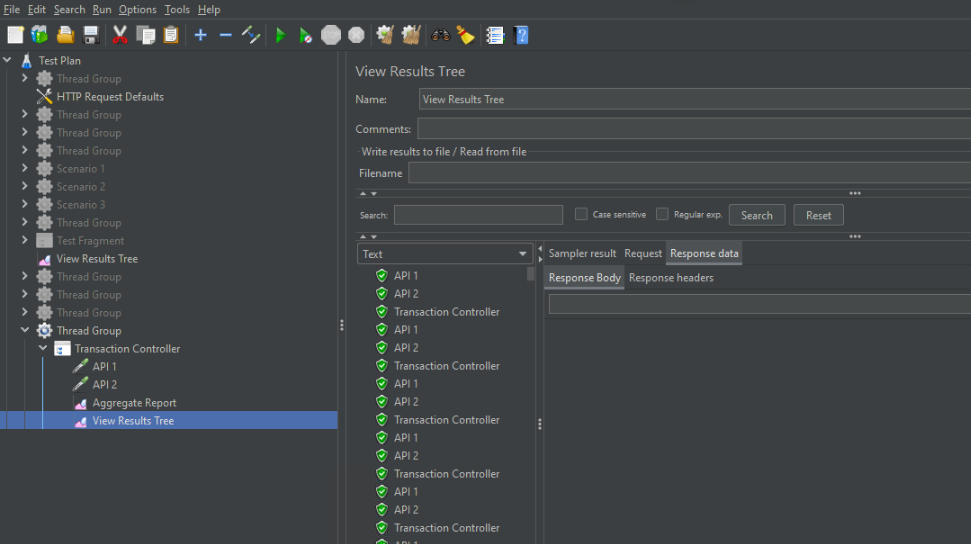 File Edit Search Run Options Tools Help
Test Plan
Thread Group
HTTP Request Defaults
Thread Group
Thread Group
Thread Group
Scenario 1
Scenario 2
Scenario 3
Thread Group
Test Fragment
View Results Tree
Thread Group
Thread Group
Thread Group
Thread Group
Transaction Controller
API 1
API 2
Aggregate Report
View Results Tree
View Results Tree
Name: View Results Tree
Comments:
Write results to file / Read from file
Filename
Search: Case sensitive Regular exp. Search Reset
Text
Sampler result Request Response data
Response Body Response headers
API 1
API 2
Transaction Controller
API 1
API 2
Transaction Controller
API 1
API 2
Transaction Controller
API 1
API 2
Transaction Controller
API 1
API 2
Transaction Controller
API 1